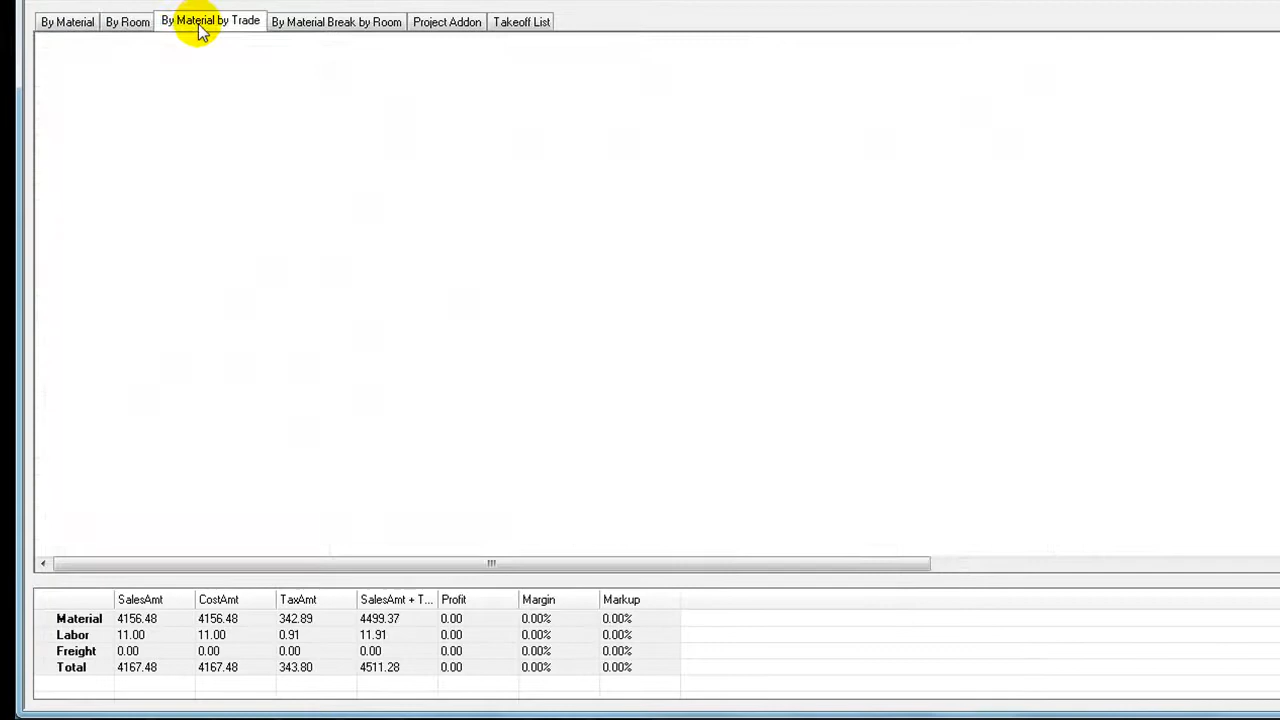 By Material By Room By Material by Trade By Material Break by Room Project Addon Takeoff List
SalesAmt CostAmt TaxAmt SalesAmt + T... Profit Margin Markup
Material 4156.48 4156.48 342.89 4499.37 0.00 0.00% 0.00%
Labor 11.00 11.00 0.91 11.91 0.00 0.00% 0.00%
Freight 0.00 0.00 0.00 0.00 0.00 0.00% 0.00%
Total 4167.48 4167.48 343.80 4511.28 0.00 0.00% 0.00%